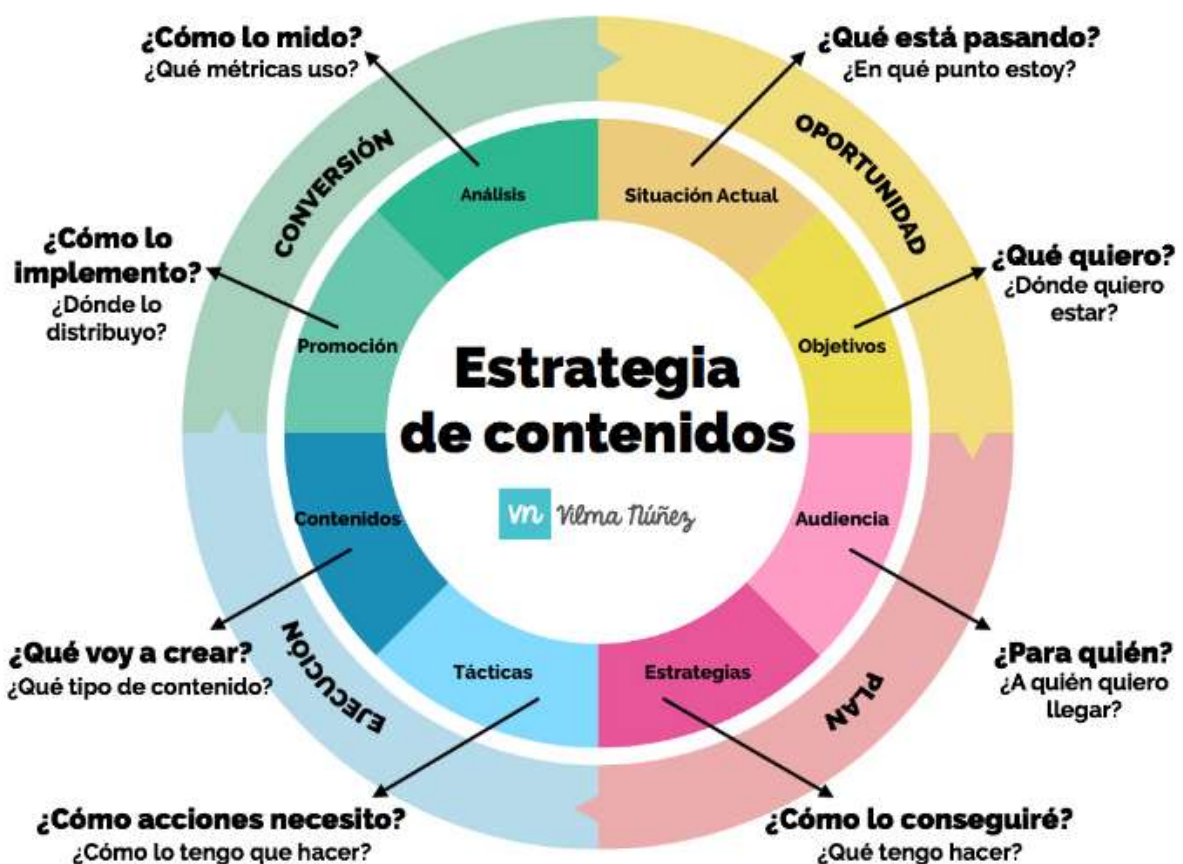 ¿Cómo lo mido?
¿Qué métricas uso?
¿Qué está pasando?
¿En qué punto estoy?
CONVERSIÓN
OPORTUNIDAD
Análisis
Situación Actual
¿Cómo lo
implemento?
¿Dónde lo
distribuyo?
¿Qué quiero?
¿Dónde quiero
estar?
Promoción
Objetivos
Estrategia
de contenidos
vn Vilma Núñez
Contenidos
Audiencia
¿Qué voy a crear?
¿Qué tipo de contenido?
EJECUCIÓN
Tácticas
Estrategias
PLAN
¿Para quién?
¿A quién quiero
llegar?
¿Cómo acciones necesito?
¿Cómo lo tengo que hacer?
¿Cómo lo conseguiré?
¿Qué tengo hacer?